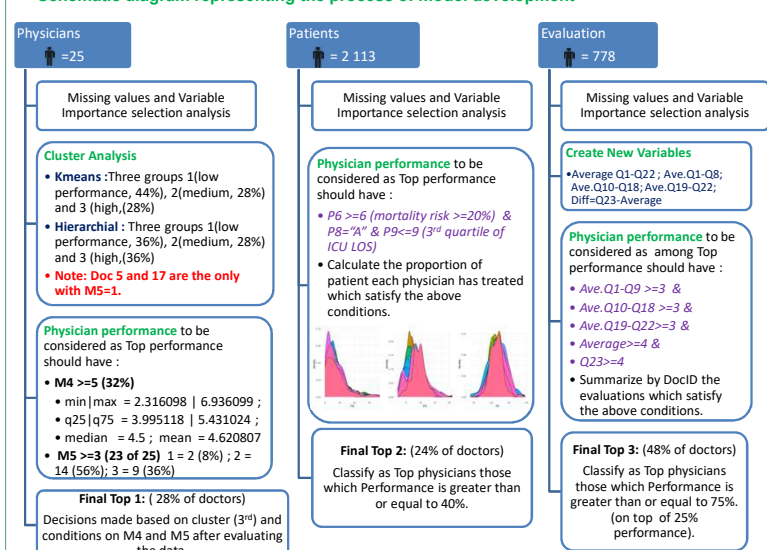 Schematic diagram representing the process of model development
Physicians
=25
Missing values and Variable
Importance selection analysis
Cluster Analysis
• Kmeans :Three groups 1(low
performance, 44%), 2(medium, 28%)
and 3 (high,(28%)
• Hierarchial : Three groups 1(low
performance, 36%), 2(medium, 28%)
and 3 (high,(36%)
• Note: Doc 5 and 17 are the only
with M5=1.
Physician performance to be
considered as Top performance
should have :
• M4 >=5 (32%)
• min|max = 2.316098 | 6.936099 ;
• q25|q75 = 3.995118 | 5.431024 ;
• median = 4.5 ; mean = 4.620807
• M5 >=3 (23 of 25) 1 = 2 (8%) ; 2 =
14 (56%); 3 = 9 (36%)
Final Top 1: ( 28% of doctors)
Decisions made based on cluster (3rd) and
conditions on M4 and M5 after evaluating
the data
Patients
= 2 113
Missing values and Variable
Importance selection analysis
Physician performance to be
considered as Top performance
should have :
• P6 >=6 (mortality risk >=20%) &
P8="A" & P9<=9 (3rd quartile of
ICU LOS)
• Calculate the proportion of
patient each physician has treated
which satisfy the above
conditions.
Final Top 2: (24% of doctors)
Classify as Top physicians those
which Performance is greater than
or equal to 40%.
Evaluation
= 778
Missing values and Variable
Importance selection analysis
Create New Variables
•Average Q1-Q22 ; Ave.Q1-Q8;
Ave.Q10-Q18; Ave.Q19-Q22;
Diff=Q23-Average
Physician performance to be
considered as among Top
performance should have :
• Ave.Q1-Q9 >=3 &
• Ave.Q10-Q18 >=3 &
• Ave.Q19-Q22>=3 &
• Average>=4 &
• Q23>=4
• Summarize by DocID the
evaluations which satisfy
the above conditions.
Final Top 3: (48% of doctors)
Classify as Top physicians
those which Performance is
greater than or equal to 75%.
(on top of 25%
performance).